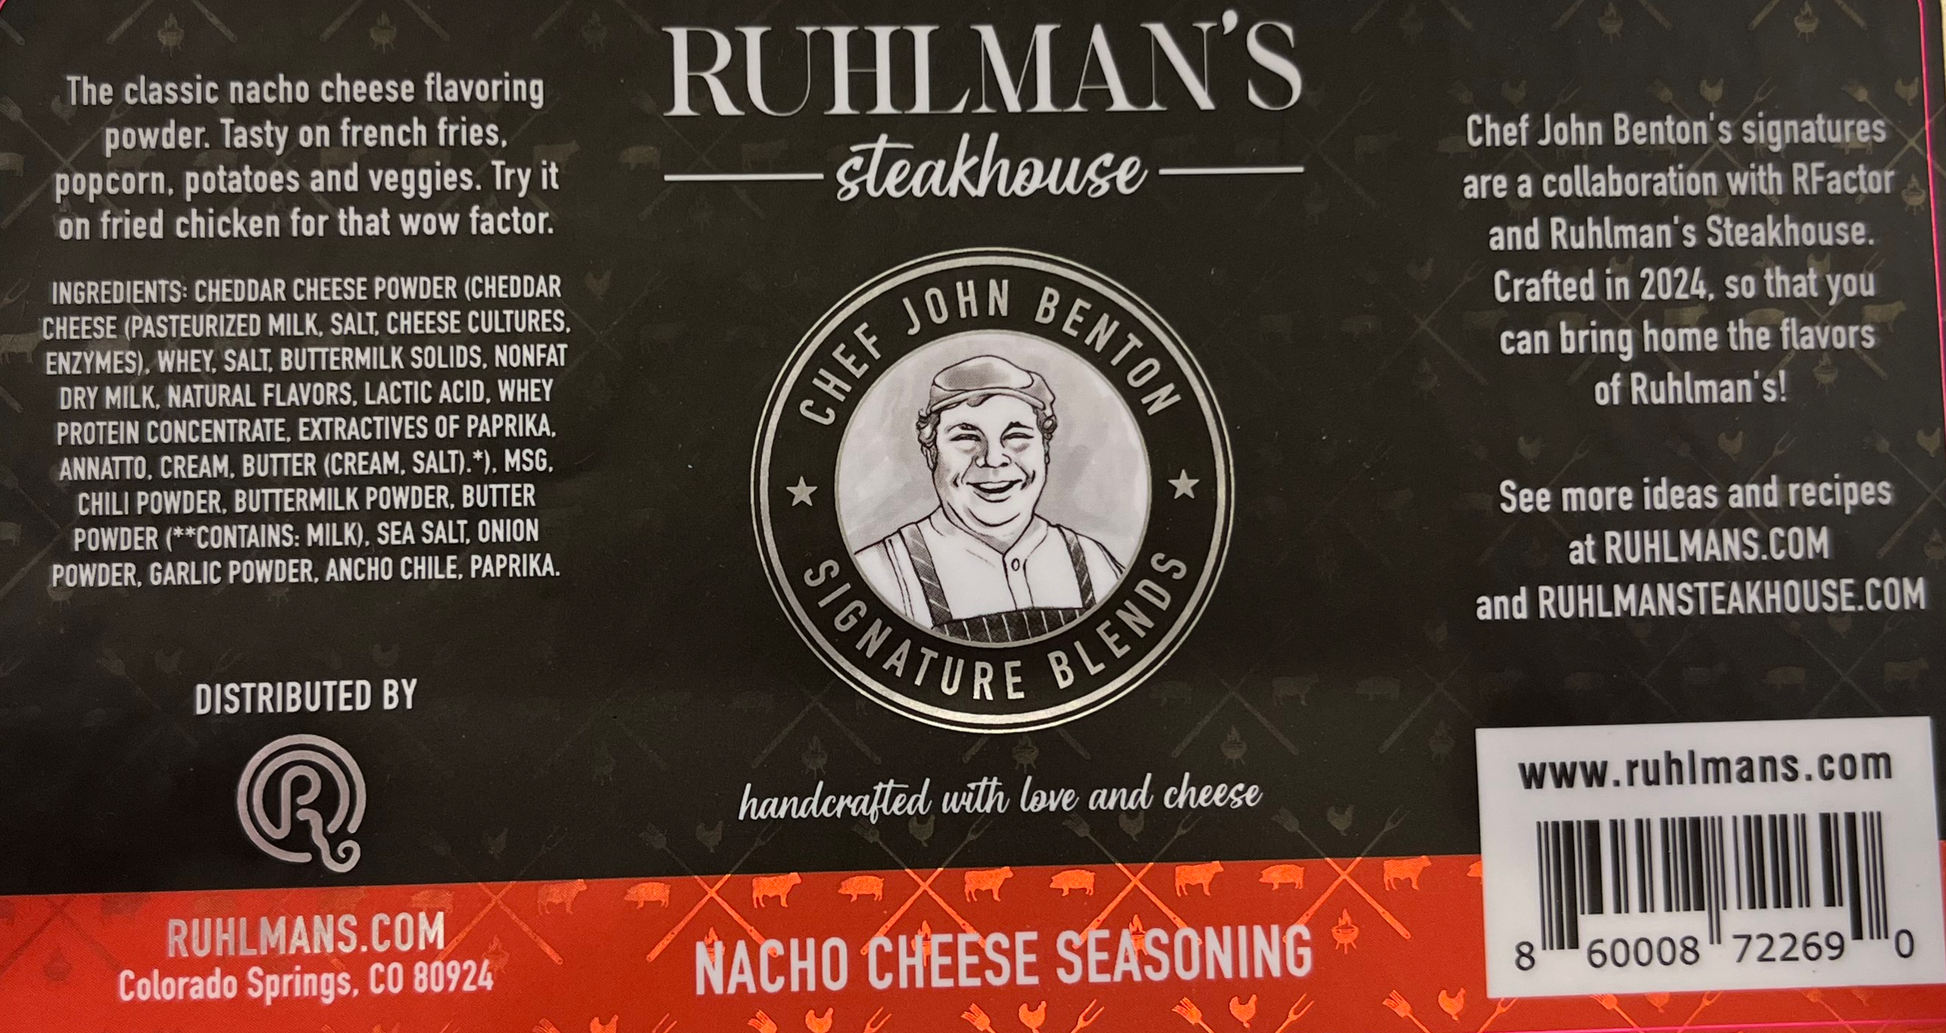 The classic nacho cheese flavoring
powder. Tasty on french fries,
popcorn, potatoes and veggies. Try it
on fried chicken for that wow factor.
INGREDIENTS: CHEDDAR CHEESE POWDER (CHEDDAR
CHEESE (PASTEURIZED MILK, SALT, CHEESE CULTURES,
ENZYMES), WHEY, SALT, BUTTERMILK SOLIDS, NONFAT
DRY MILK, NATURAL FLAVORS, LACTIC ACID, WHEY
PROTEIN CONCENTRATE, EXTRACTIVES OF PAPRIKA,
ANNATTO, CREAM, BUTTER (CREAM, SALT).*), MSG,
CHILI POWDER, BUTTERMILK POWDER, BUTTER
POWDER (**CONTAINS: MILK), SEA SALT, ONION
POWDER, GARLIC POWDER, ANCHO CHILE, PAPRIKA.
DISTRIBUTED BY
R
RUHLMANS.COM
Colorado Springs, CO 80924
RUHLMAN'S
steakhouse
CHEF JOHN BENTON
SIGNATURE BLENDS
handcrafted with love and cheese
NACHO CHEESE SEASONING
Chef John Benton's signatures
are a collaboration with RFactor
and Ruhlman's Steakhouse.
Crafted in 2024, so that you
can bring home the flavors
of Ruhlman's!
See more ideas and recipes
at RUHLMANS.COM
and RUHLMANSTEAKHOUSE.COM
www.ruhlmans.com
8 60008 72269 0